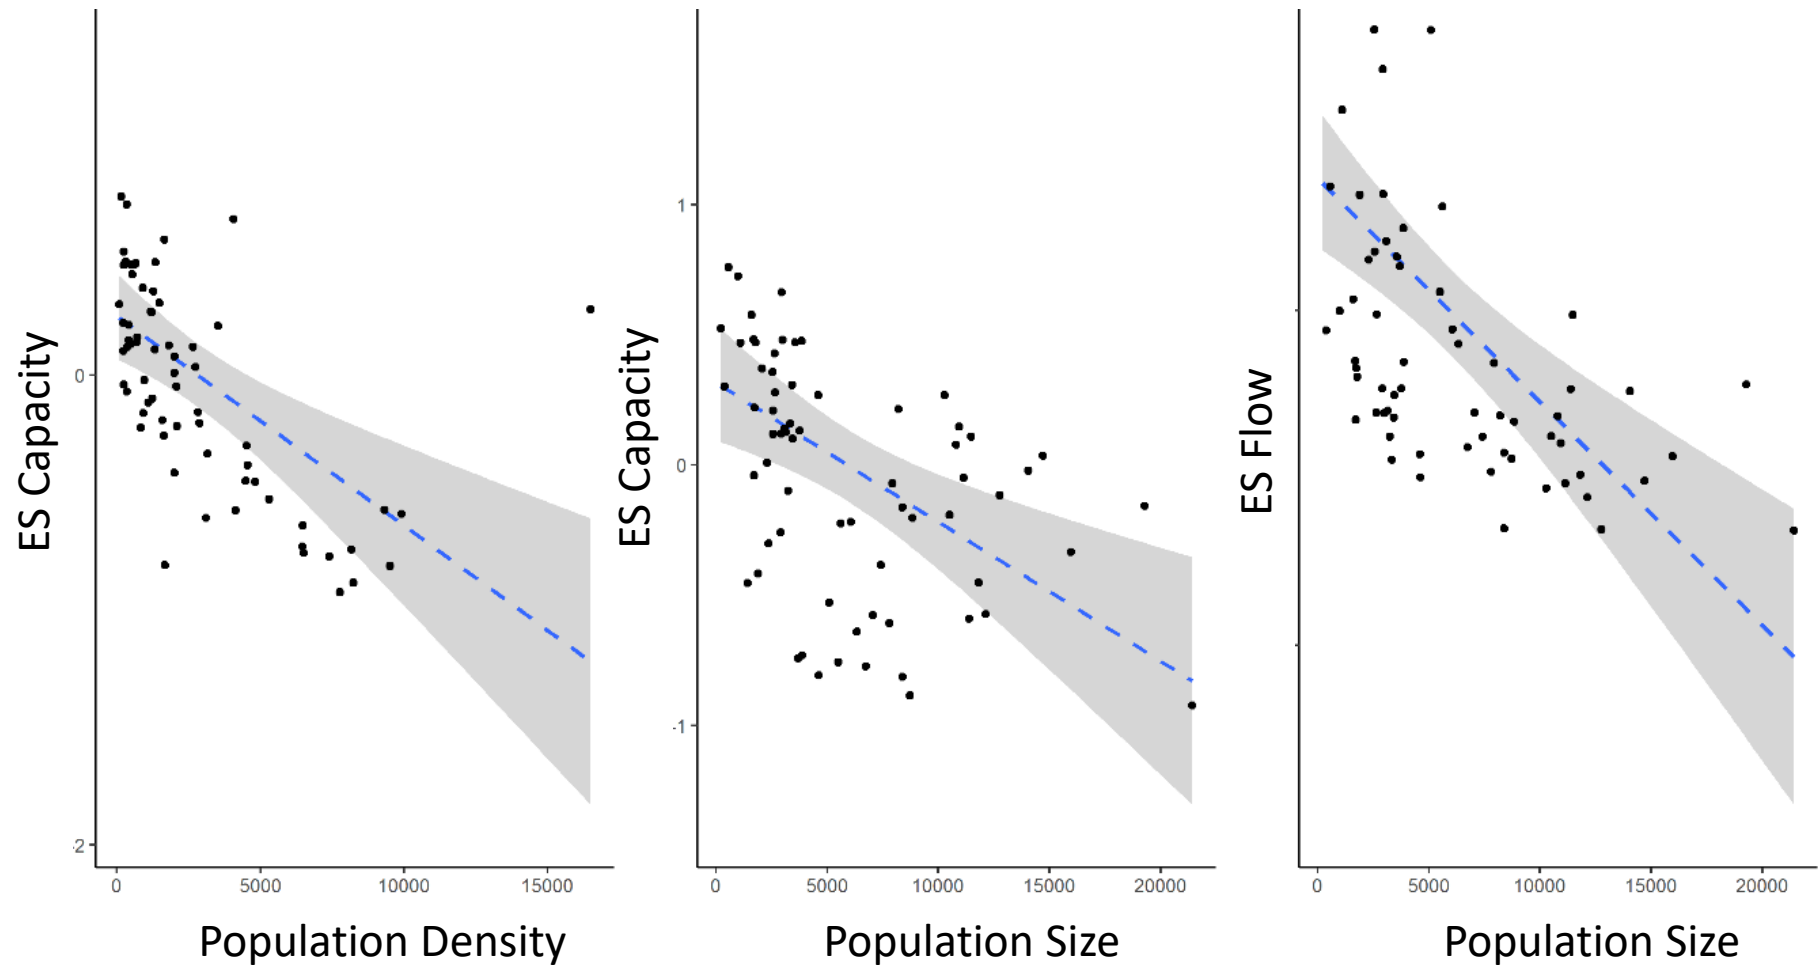 ES Capacity
0
-2
0 5000 10000 15000
Population Density
ES Capacity
1
0
-1
0 5000 10000 15000 20000
Population Size
ES Flow
0 5000 10000 15000 20000
Population Size